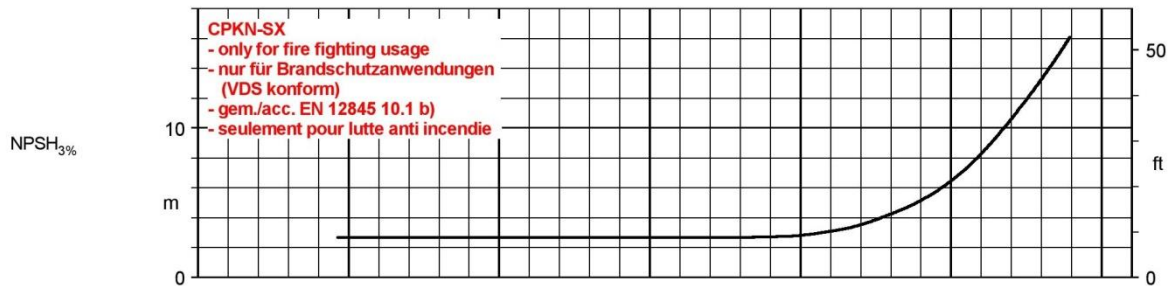 CPKN-SX
- only for fire fighting usage
- nur für Brandschutzanwendungen
(VDS konform)
- gem./acc. EN 12845 10.1 b)
- seulement pour lutte anti incendie
50
10
NPSH3%
ft
m
0
0